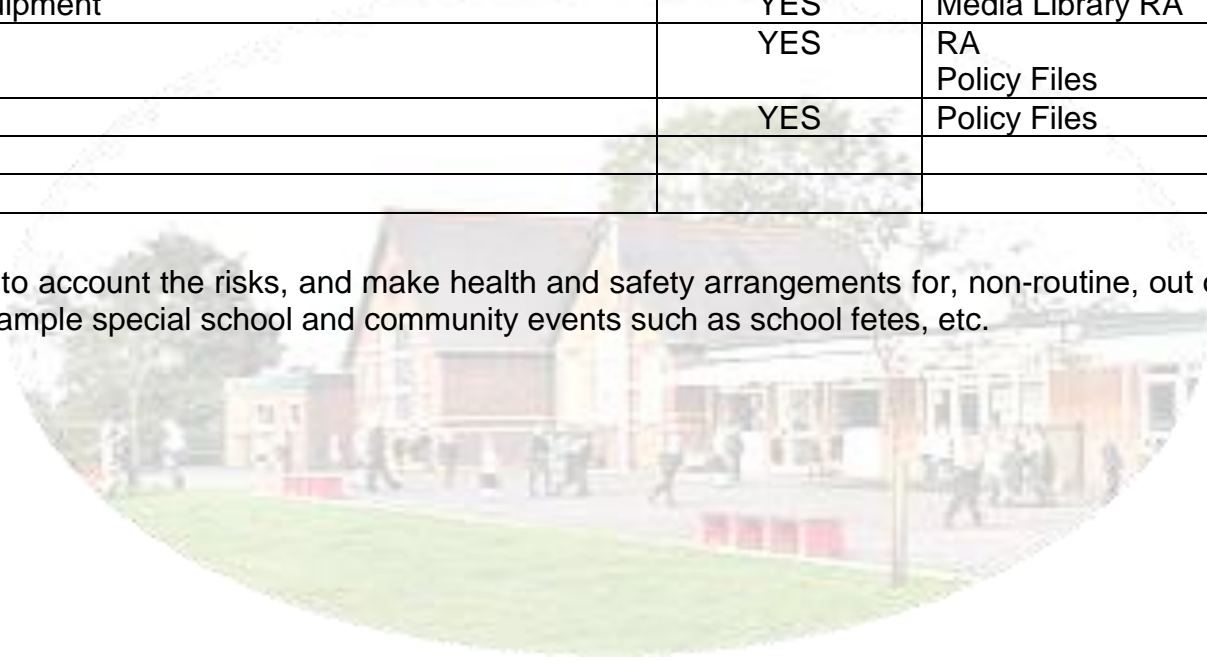 uipment YES Media Library RA
YES RA
Policy Files
YES Policy Files
to account the risks, and make health and safety arrangements for, non-routine, out
ample special school and community events such as school fetes, etc.